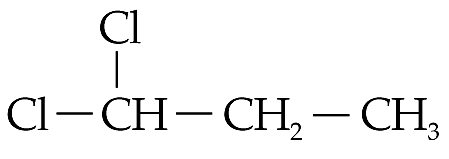 Cl
Cl — CH — CH₂ — CH₃